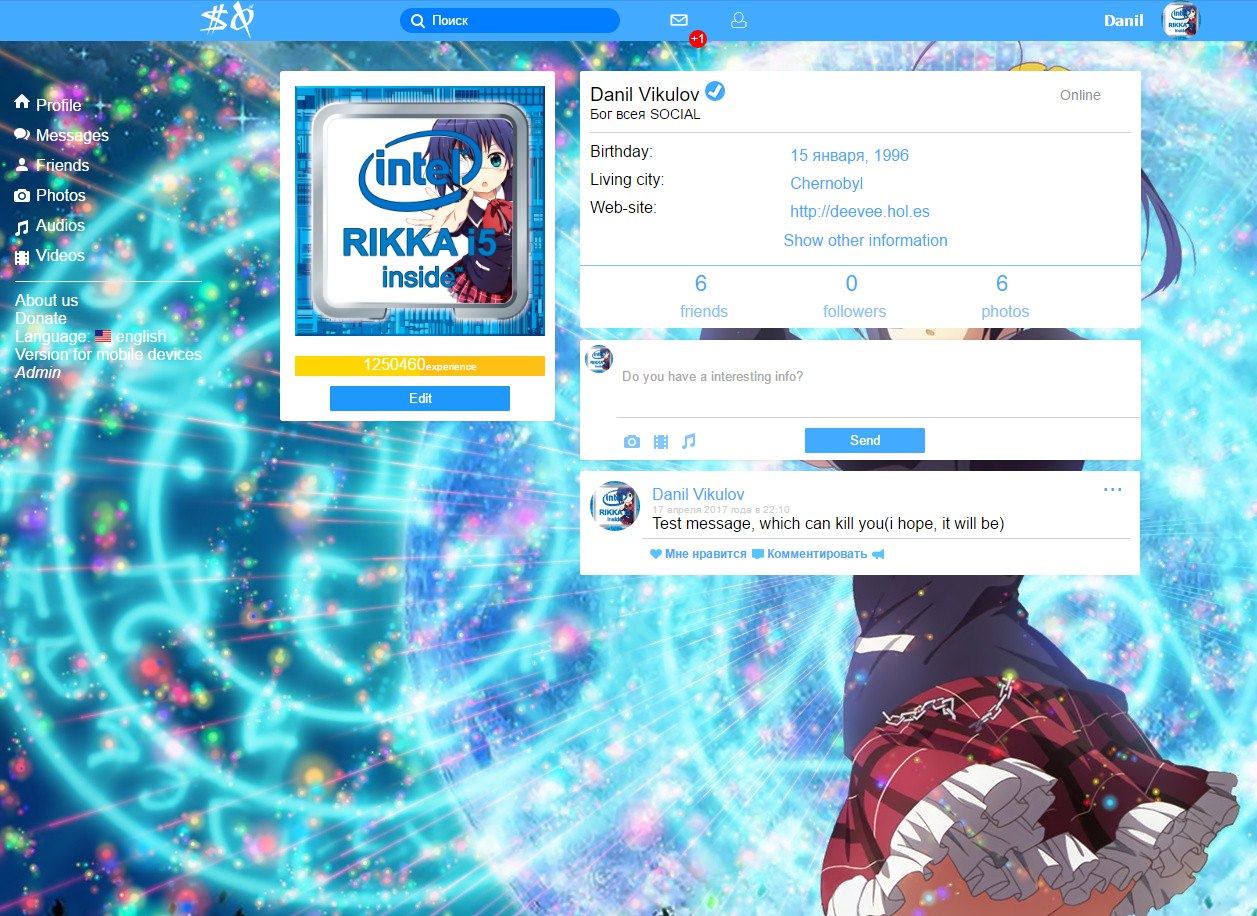 $0
Поиск
+1
Danil
Profile
Messages
Friends
Photos
Audios
Videos
About us
Donate
Language: english
Version for mobile devices
Admin
intel
RIKKA i5
inside™
1250460experience
Edit
Danil Vikulov
Online
Бог всея SOCIAL
Birthday: 15 января, 1996
Living city: Chernobyl
Web-site: http://deevee.hol.es
Show other information
6 0 6
friends followers photos
Do you have a interesting info?
Send
Danil Vikulov
...
17 апреля 2017 года в 22:10
Test message, which can kill you(i hope, it will be)
Мне нравится Комментировать